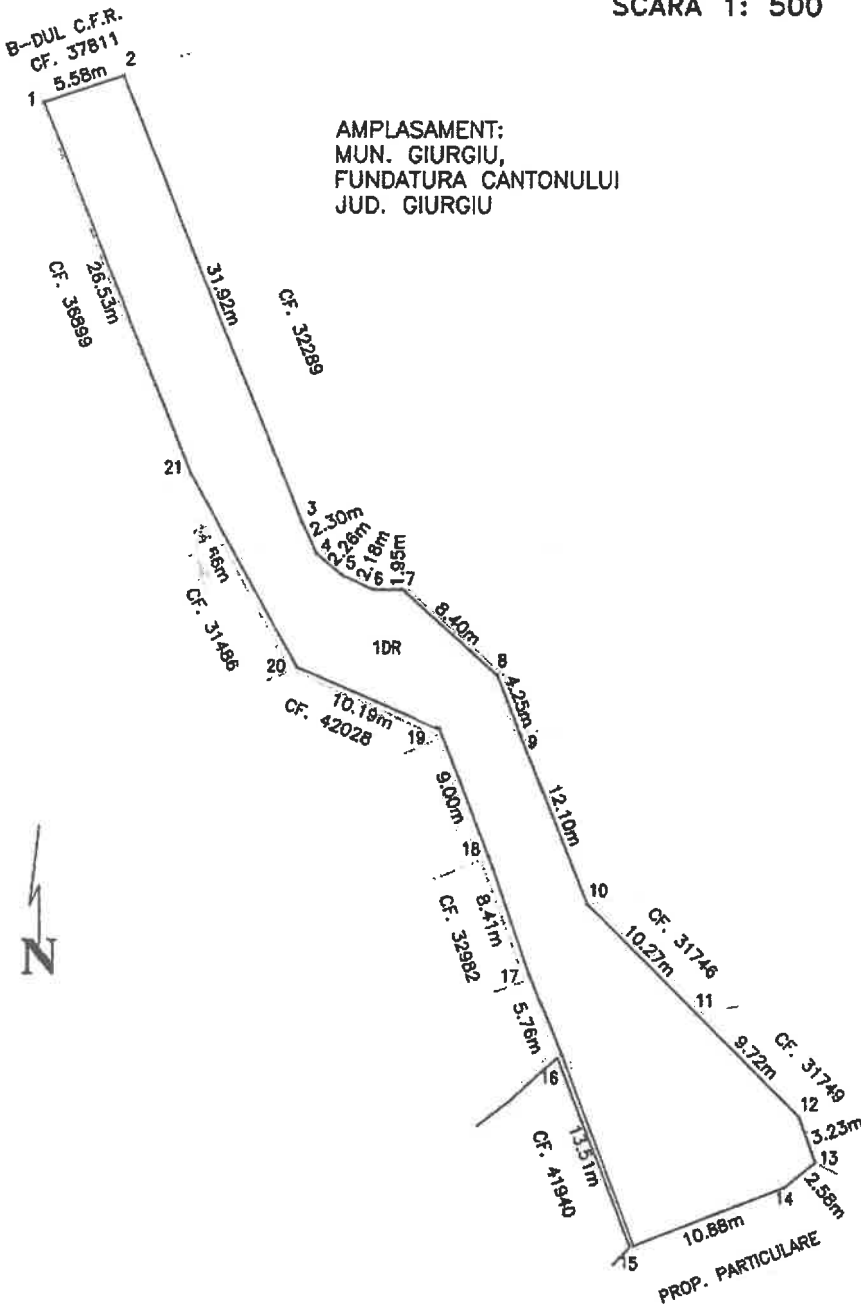 SCARA 1: 500
B-DUL C.F.R.
CF. 37811
5.58m
1
2
AMPLASAMENT:
MUN. GIURGIU,
FUNDATURA CANTONULUI
JUD. GIURGIU
26.53m
CF. 36899
31.92m
CF. 32289
21
3
2.30m
4
2.26m
5
2.18m
6
1.95m
7
56m
CF. 31486
8.40m
1DR
8
20
10.19m
CF. 42028
4.25m
9
19
9.00m
12.10m
18
8.41m
CF. 32982
10
CF. 31746
10.27m
N
17
11
5.76m
9.72m
CF. 31749
16
12
13.51m
CF. 41940
3.23m
13
2.58m
14
10.88m
15
PROP. PARTICULARE